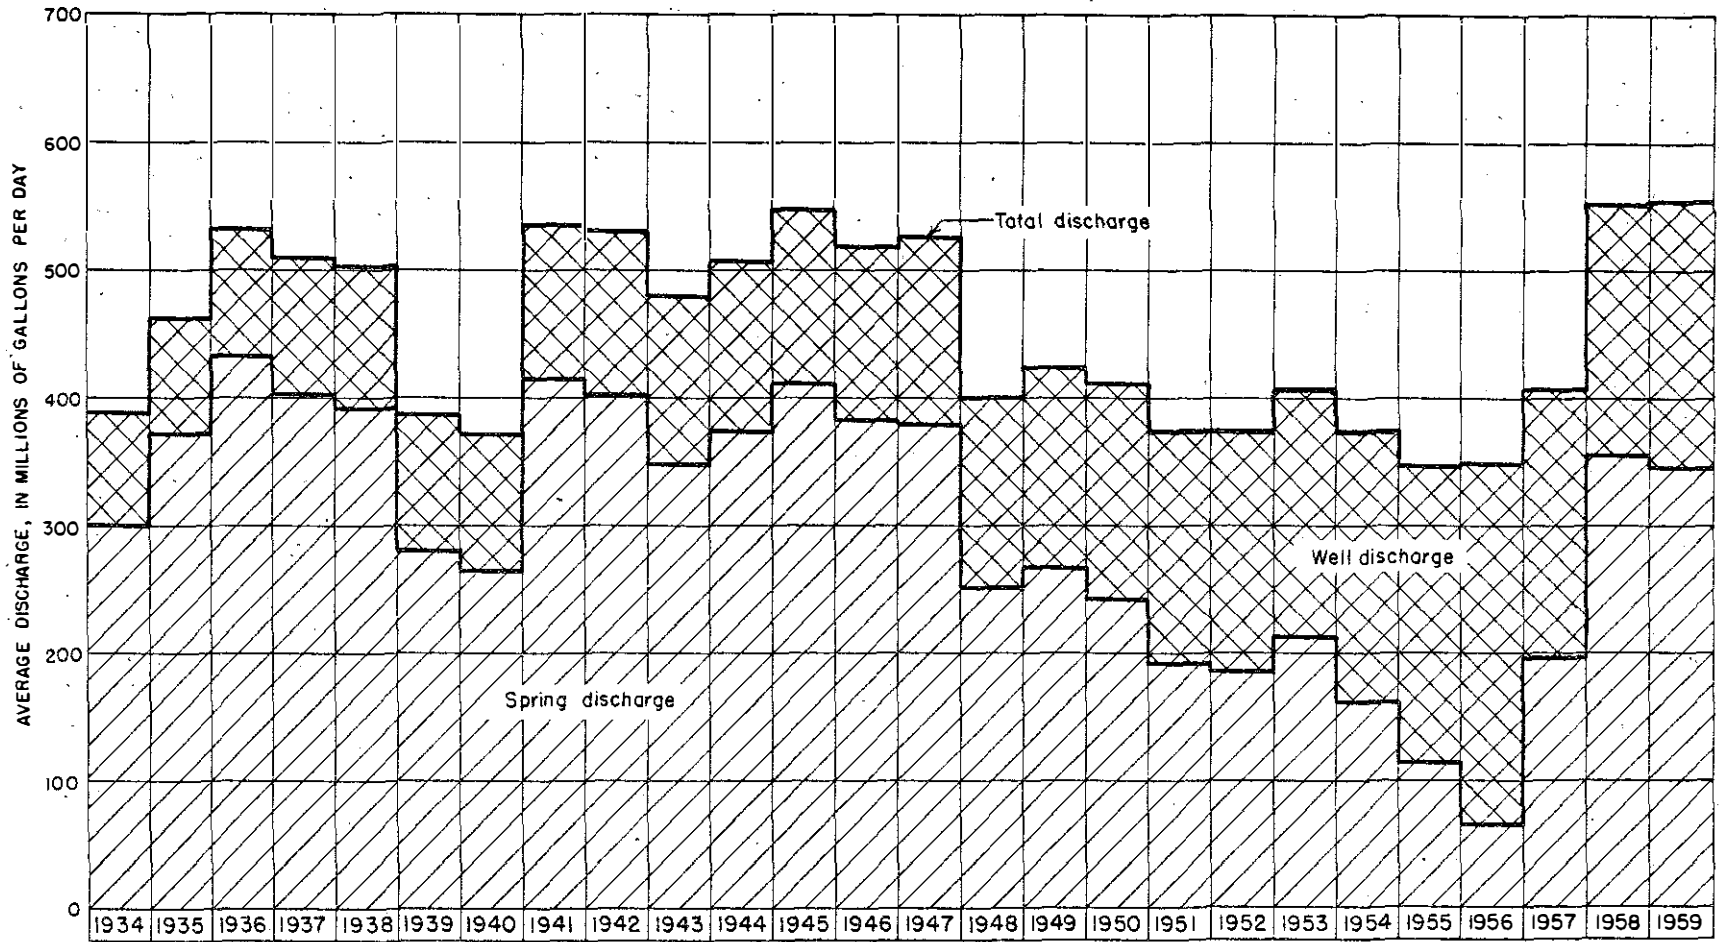 AVERAGE DISCHARGE, IN MILLIONS OF GALLONS PER DAY
700
600
500
400
300
200
100
0
Total discharge
Well discharge
Spring discharge
1934 1935 1936 1937 1938 1939 1940 1941 1942 1943 1944 1945 1946 1947 1948 1949 1950 1951 1952 1953 1954 1955 1956 1957 1958 1959